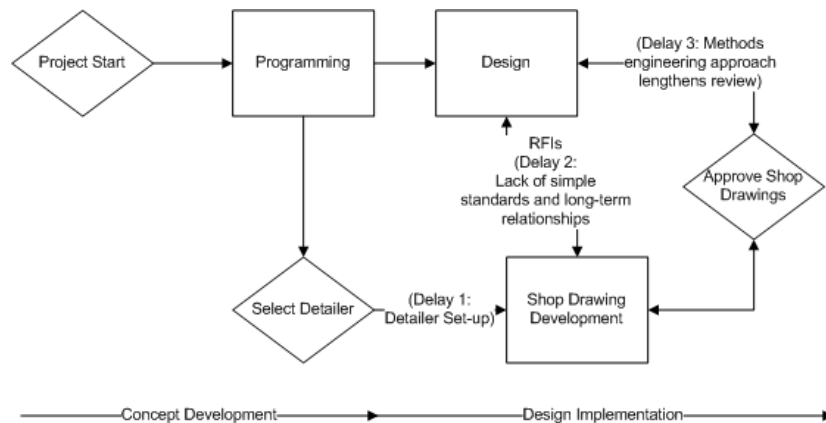 Project Start
Programming
Design
(Delay 3: Methods
engineering approach
lengthens review)
RFIs
(Delay 2:
Lack of simple
standards and long-term
relationships
Approve Shop
Drawings
Select Detailer
(Delay 1:
Detailer Set-up)
Shop Drawing
Development
Concept Development
Design Implementation